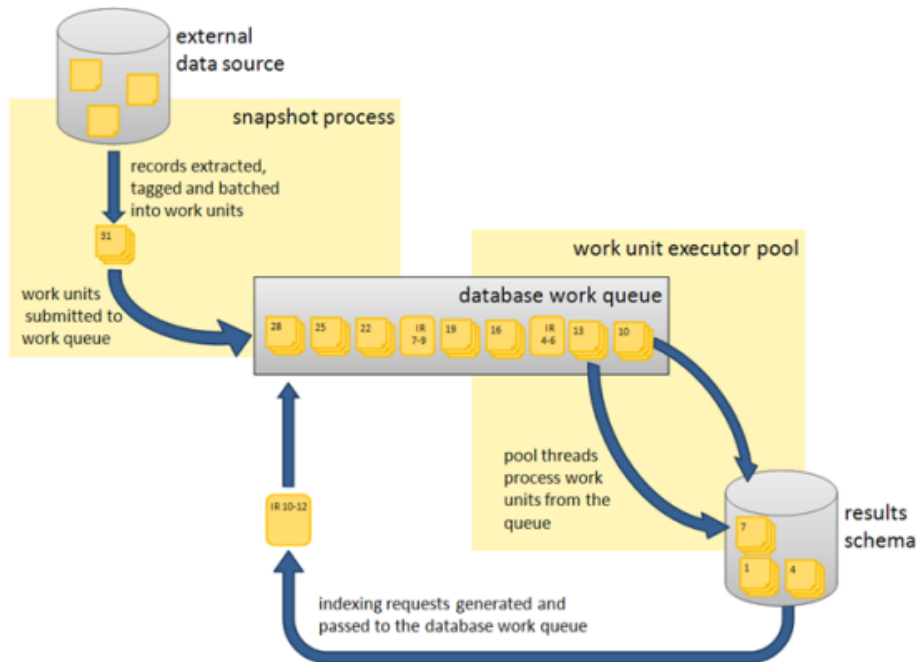 external
data source
snapshot process
records extracted,
tagged and batched
into work units
31
work units
submitted to
work queue
work unit executor pool
database work queue
28
25
22
IR
7-9
19
16
IR
4-6
13
10
pool threads
process work
units from the
queue
IR 10-12
results
schema
7
1
4
indexing requests generated and
passed to the database work queue